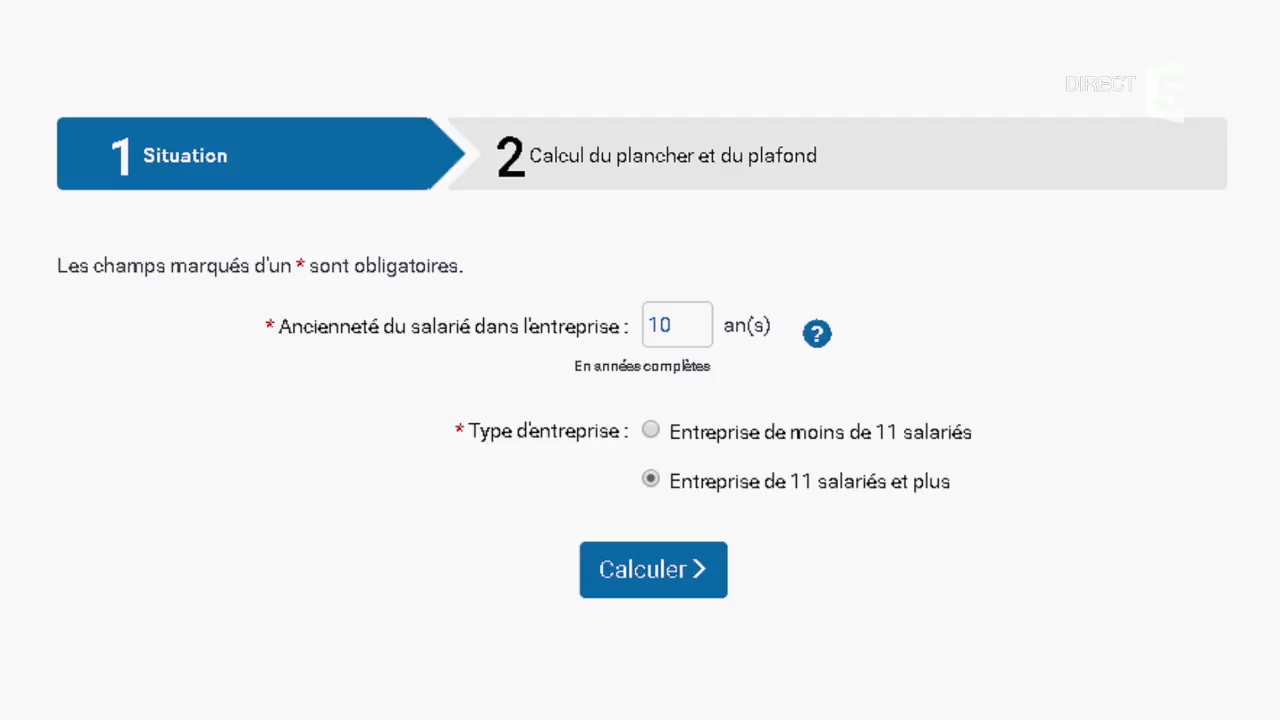 DIRECT 5
1 Situation
2 Calcul du plancher et du plafond
Les champs marqués d'un * sont obligatoires.
* Ancienneté du salarié dans l'entreprise : 10 an(s) ?
En années complètes
* Type d'entreprise : Entreprise de moins de 11 salariés
Entreprise de 11 salariés et plus
Calculer